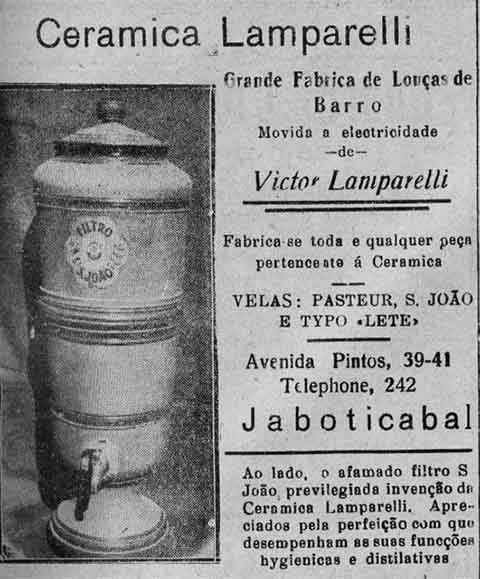 Ceramica Lamparelli
Grande Fabrica de Louças de
Barro
Movida a electricidade
—de—
Victor Lamparelli
Fabrica-se toda e qualquer peça
pertencente á Ceramica
VELAS: PASTEUR, S. JOÃO
E TYPO «LETE»
Avenida Pintos, 39-41
Telephone, 242
Jaboticabal
Ao lado, o afamado filtro S
João, previlegiada invenção da
Ceramica Lamparelli. Apre-
ciados pela perfeição com que
desempenham as suas funcções
hygienicas e distilativas
FILTRO
S. JOÃO